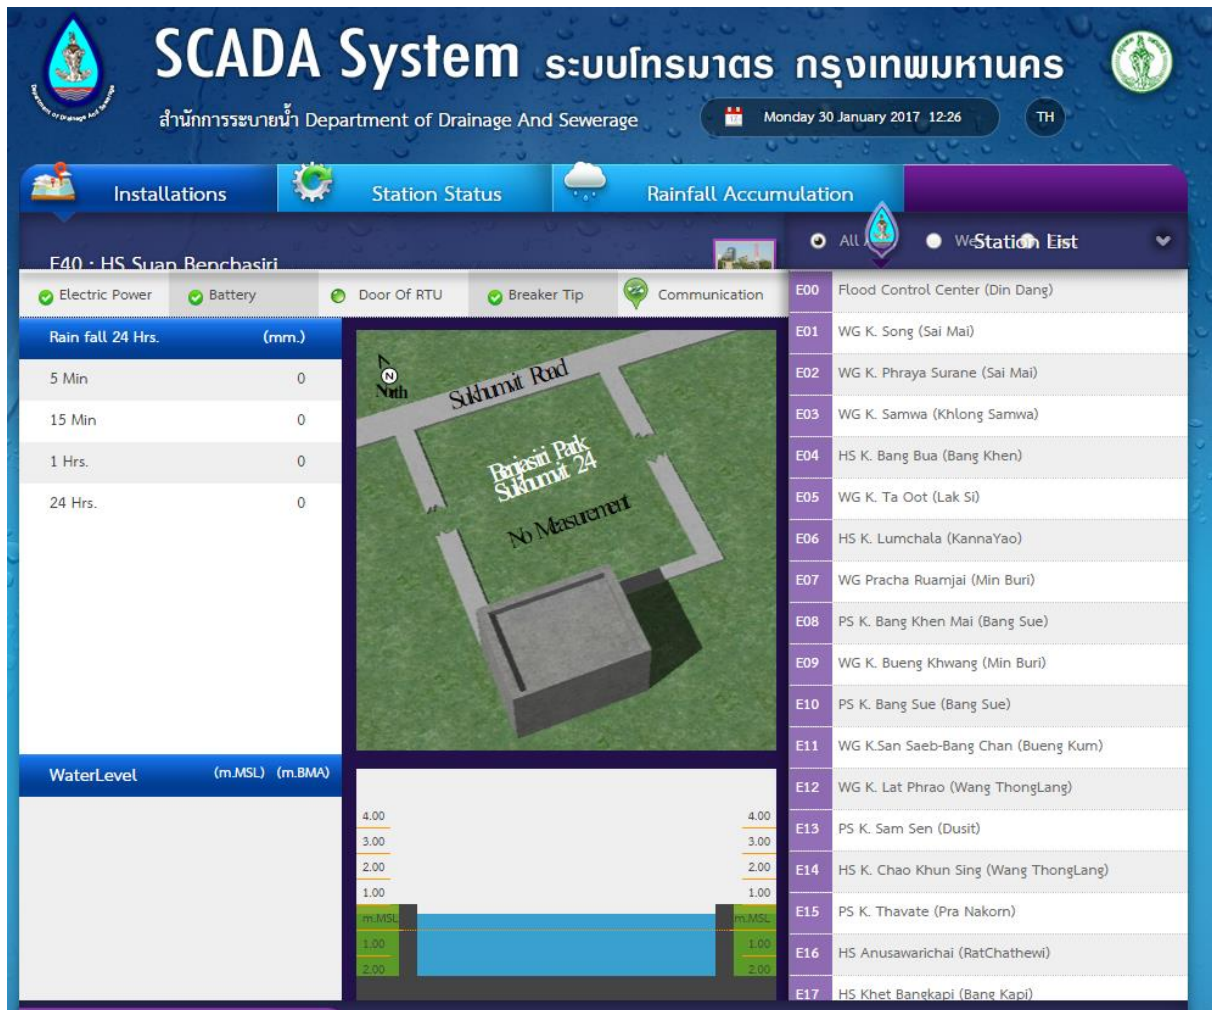 SCADA System ระบบโทรมาตร กรุงเทพมหานคร
สำนักการระบายน้ำ Department of Drainage And Sewerage
Monday 30 January 2017 12:26
TH
Department of Drainage And Sewerage
Installations
Station Status
Rainfall Accumulation
E40 : HS Suan Benchasiri
All
Station List
Electric Power
Battery
Door Of RTU
Breaker Tip
Communication
Rain fall 24 Hrs. (mm.)
5 Min 0
15 Min 0
1 Hrs. 0
24 Hrs. 0
N
North
Sukhumvit Road
Benjasiri Park
Sukhumvit 24
No Measurement
WaterLevel (m.MSL) (m.BMA)
4.00 4.00
3.00 3.00
2.00 2.00
1.00 1.00
m.MSL m.MSL
1.00 1.00
2.00 2.00
E00 Flood Control Center (Din Dang)
E01 WG K. Song (Sai Mai)
E02 WG K. Phraya Surane (Sai Mai)
E03 WG K. Samwa (Khlong Samwa)
E04 HS K. Bang Bua (Bang Khen)
E05 WG K. Ta Oot (Lak Si)
E06 HS K. Lumchala (KannaYao)
E07 WG Pracha Ruamjai (Min Buri)
E08 PS K. Bang Khen Mai (Bang Sue)
E09 WG K. Bueng Khwang (Min Buri)
E10 PS K. Bang Sue (Bang Sue)
E11 WG K.San Saeb-Bang Chan (Bueng Kum)
E12 WG K. Lat Phrao (Wang ThongLang)
E13 PS K. Sam Sen (Dusit)
E14 HS K. Chao Khun Sing (Wang ThongLang)
E15 PS K. Thavate (Pra Nakorn)
E16 HS Anusawarichai (RatChathewi)
E17 HS Khet Bangkapi (Bang Kapi)